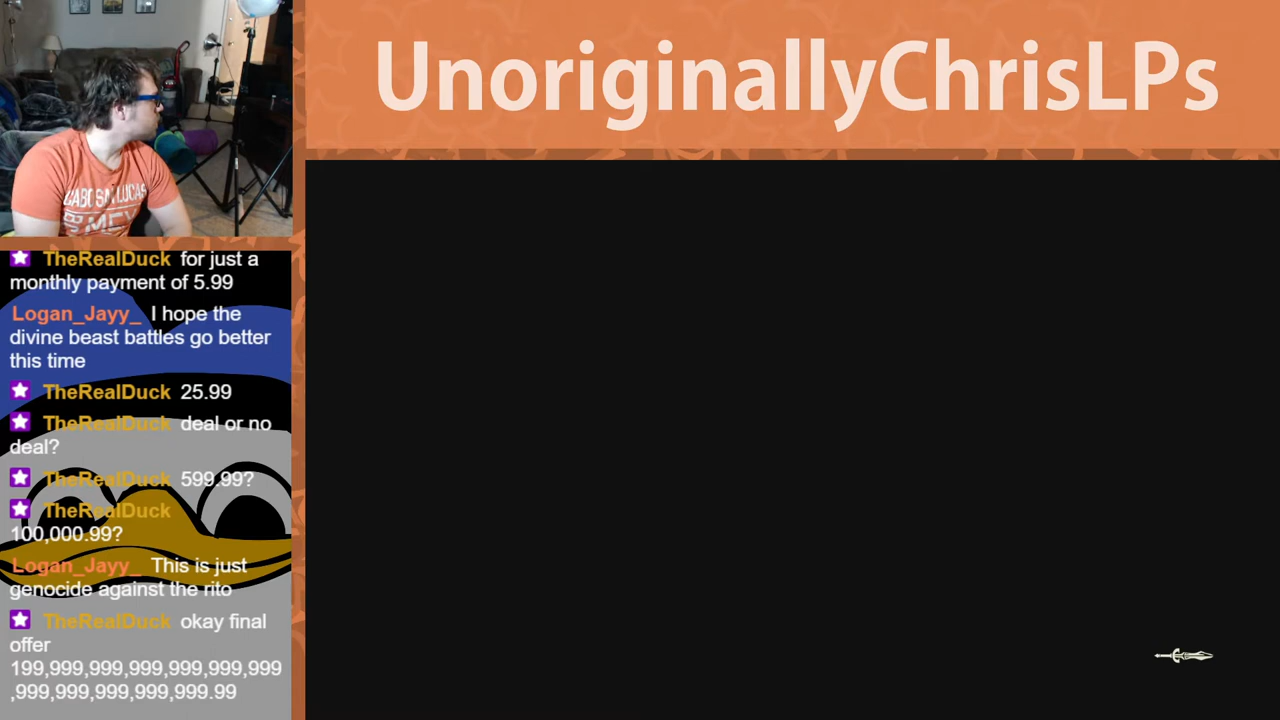 UnoriginallyChrisLPs
CABO SAN LUCAS
TheRealDuck for just a
monthly payment of 5.99
Logan_Jayy_ I hope the
divine beast battles go better
this time
TheRealDuck 25.99
TheRealDuck deal or no
deal?
TheRealDuck 599.99?
TheRealDuck
100,000.99?
Logan_Jayy_ This is just
genocide against the rito
TheRealDuck okay final
offer
199,999,999,999,999,999,999
,999,999,999,999,999.99